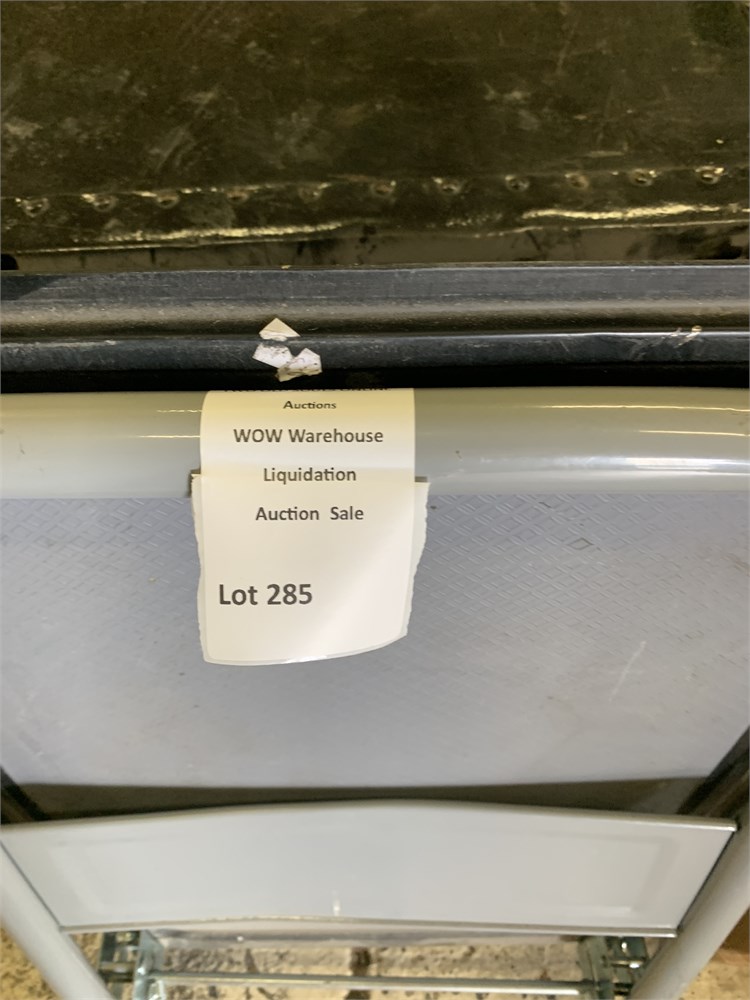 Auctions
WOW Warehouse
Liquidation
Auction Sale
Lot 285